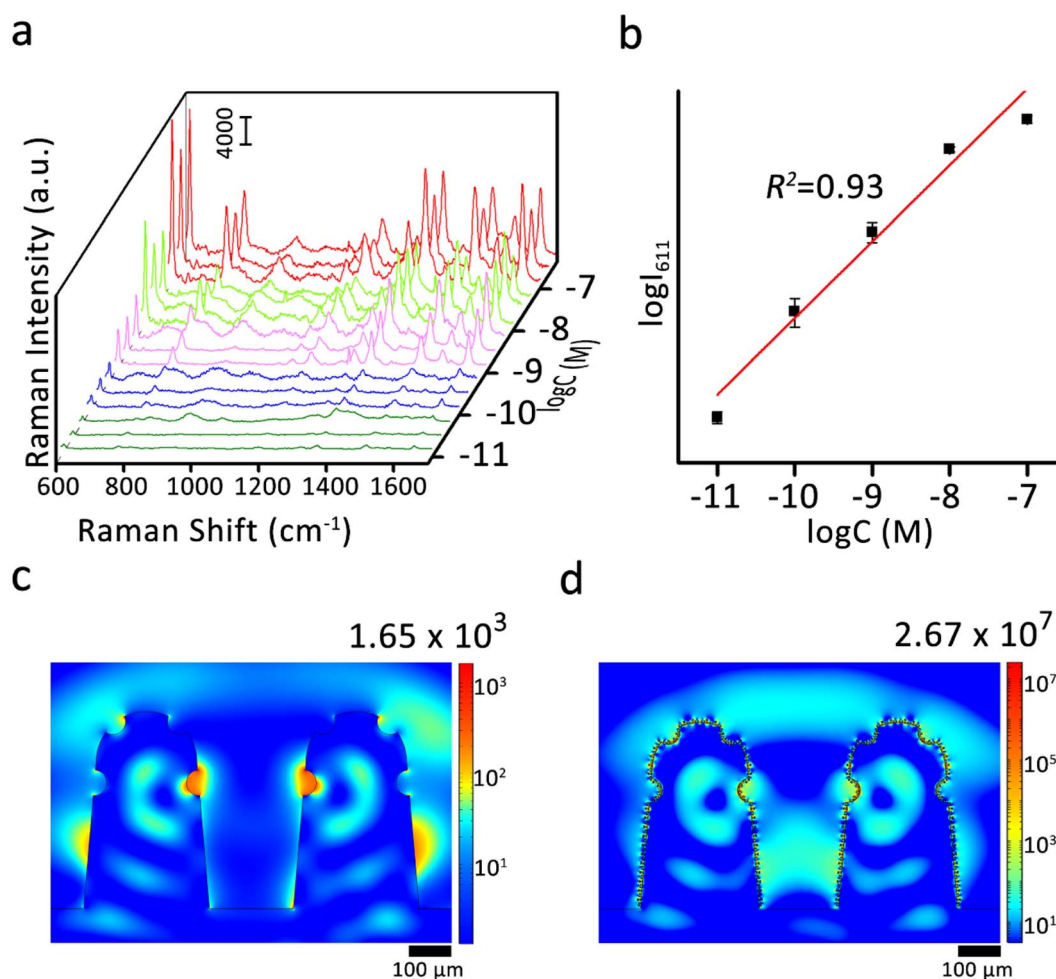 a
4000
Raman Intensity (a.u.)
-7
-8
-9
-10
-11
logC (M)
600 800 1000 1200 1400 1600
Raman Shift (cm⁻¹)
b
R²=0.93
logI₆₁₁
-11 -10 -9 -8 -7
logC (M)
c
1.65 x 10³
10³
10²
10¹
100 µm
d
2.67 x 10⁷
10⁷
10⁵
10³
10¹
100 µm